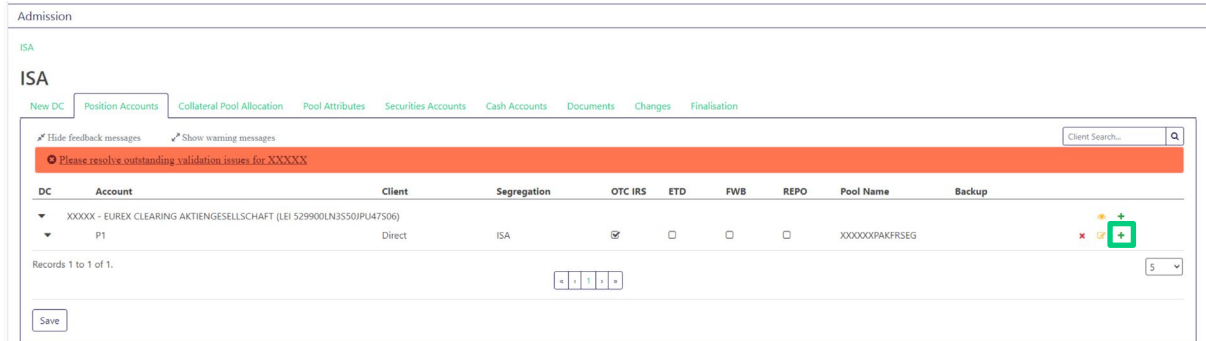 Admission
ISA
ISA
New DC Position Accounts Collateral Pool Allocation Pool Attributes Securities Accounts Cash Accounts Documents Changes Finalisation
Hide feedback messages Show warning messages Client Search...
Please resolve outstanding validation issues for XXXXX
DC Account Client Segregation OTC IRS ETD FWB REPO Pool Name Backup
XXXXX - EUREX CLEARING AKTIENGESELLSCHAFT (LEI 529900LN3S50JPU47S06)
P1 Direct ISA XXXXXXPAKFRSEG
Records 1 to 1 of 1.
« ‹ 1 › »
5
Save